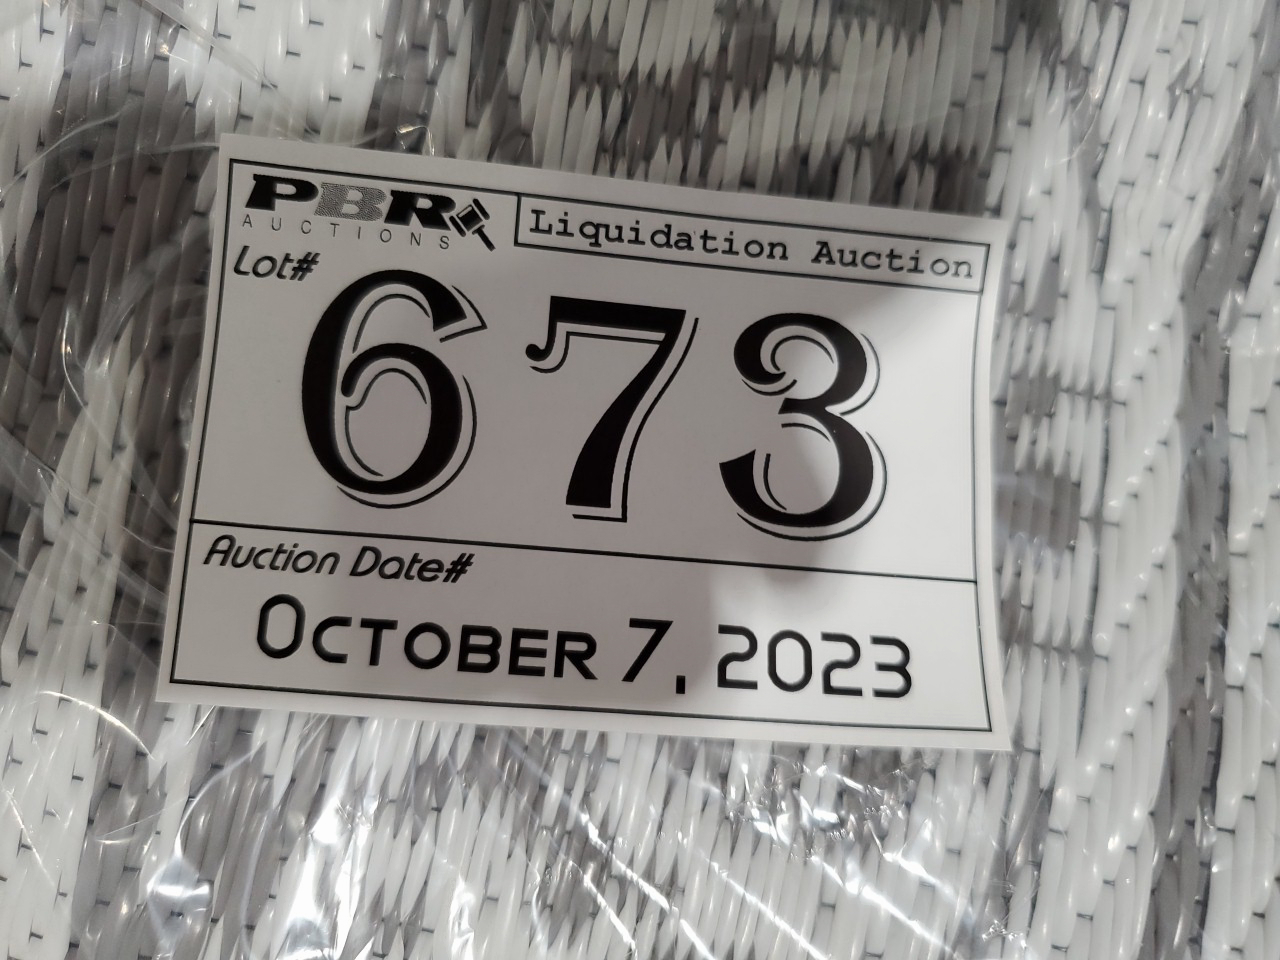 PBR
AUCTIONS
Liquidation Auction
Lot#
673
Auction Date#
October 7, 2023